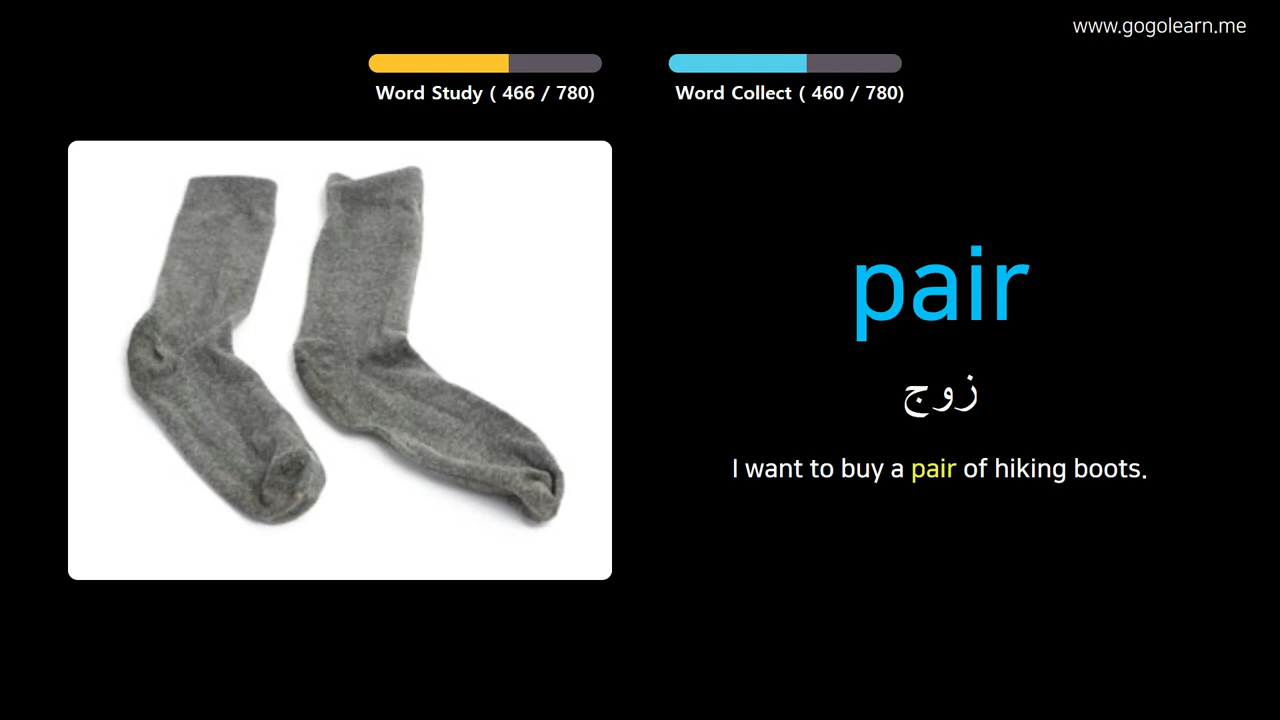 www.gogolearn.me
Word Study ( 466 / 780)
Word Collect ( 460 / 780)
pair
زوج
I want to buy a pair of hiking boots.